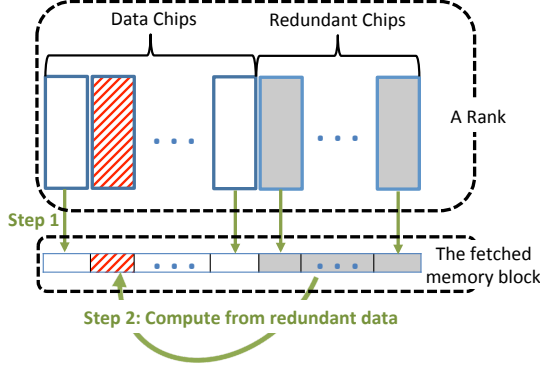 Data Chips
Redundant Chips
A Rank
Step 1
The fetched
memory block
Step 2: Compute from redundant data